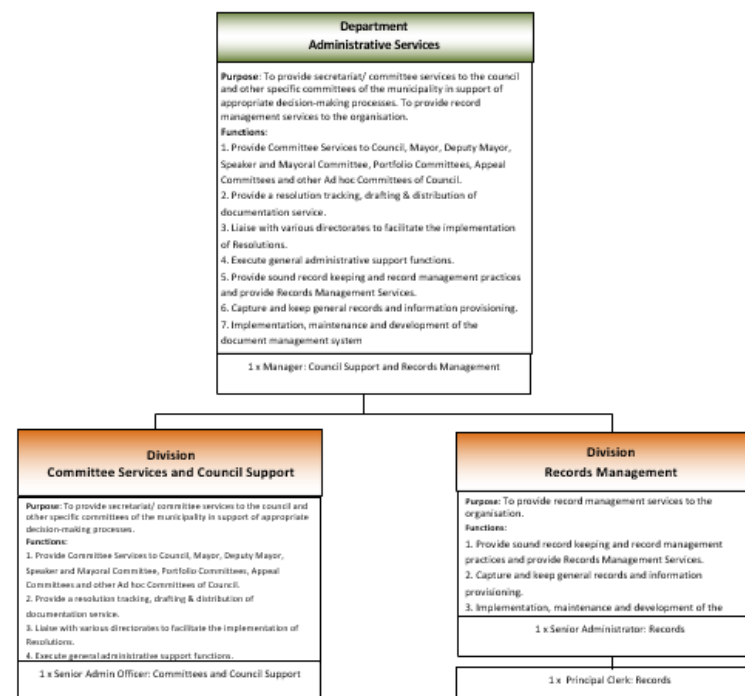 Department
Administrative Services
Purpose: To provide secretariat/ committee services to the council
and other specific committees of the municipality in support of
appropriate decision-making processes. To provide record
management services to the organisation.
Functions:
1. Provide Committee Services to Council, Mayor, Deputy Mayor,
Speaker and Mayoral Committee, Portfolio Committees, Appeal
Committees and other Ad hoc Committees of Council.
2. Provide a resolution tracking, drafting & distribution of
documentation service.
3. Liaise with various directorates to facilitate the implementation
of Resolutions.
4. Execute general administrative support functions.
5. Provide sound record keeping and record management practices
and provide Records Management Services.
6. Capture and keep general records and information provisioning.
7. Implementation, maintenance and development of the
document management system
1 x Manager: Council Support and Records Management
Division
Committee Services and Council Support
Purpose: To provide secretariat/ committee services to the council and
other specific committees of the municipality in support of appropriate
decision-making processes.
Functions:
1. Provide Committee Services to Council, Mayor, Deputy Mayor,
Speaker and Mayoral Committee, Portfolio Committees, Appeal
Committees and other Ad hoc Committees of Council.
2. Provide a resolution tracking, drafting & distribution of
documentation service.
3. Liaise with various directorates to facilitate the implementation of
Resolutions.
4. Execute general administrative support functions.
1 x Senior Admin Officer: Committees and Council Support
Division
Records Management
Purpose: To provide record management services to the
organisation.
Functions:
1. Provide sound record keeping and record management
practices and provide Records Management Services.
2. Capture and keep general records and information
provisioning.
3. Implementation, maintenance and development of the
1 x Senior Administrator: Records
1 x Principal Clerk: Records